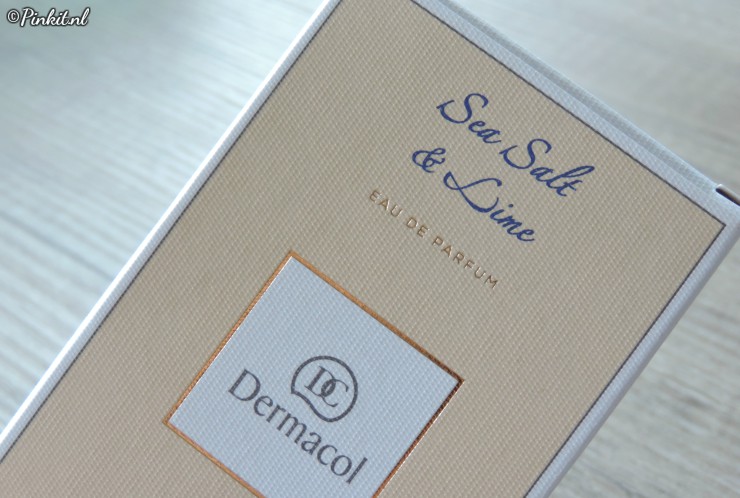 ©Pinkit.nl
Sea Salt
& Lime
EAU DE PARFUM
DC
Dermacol